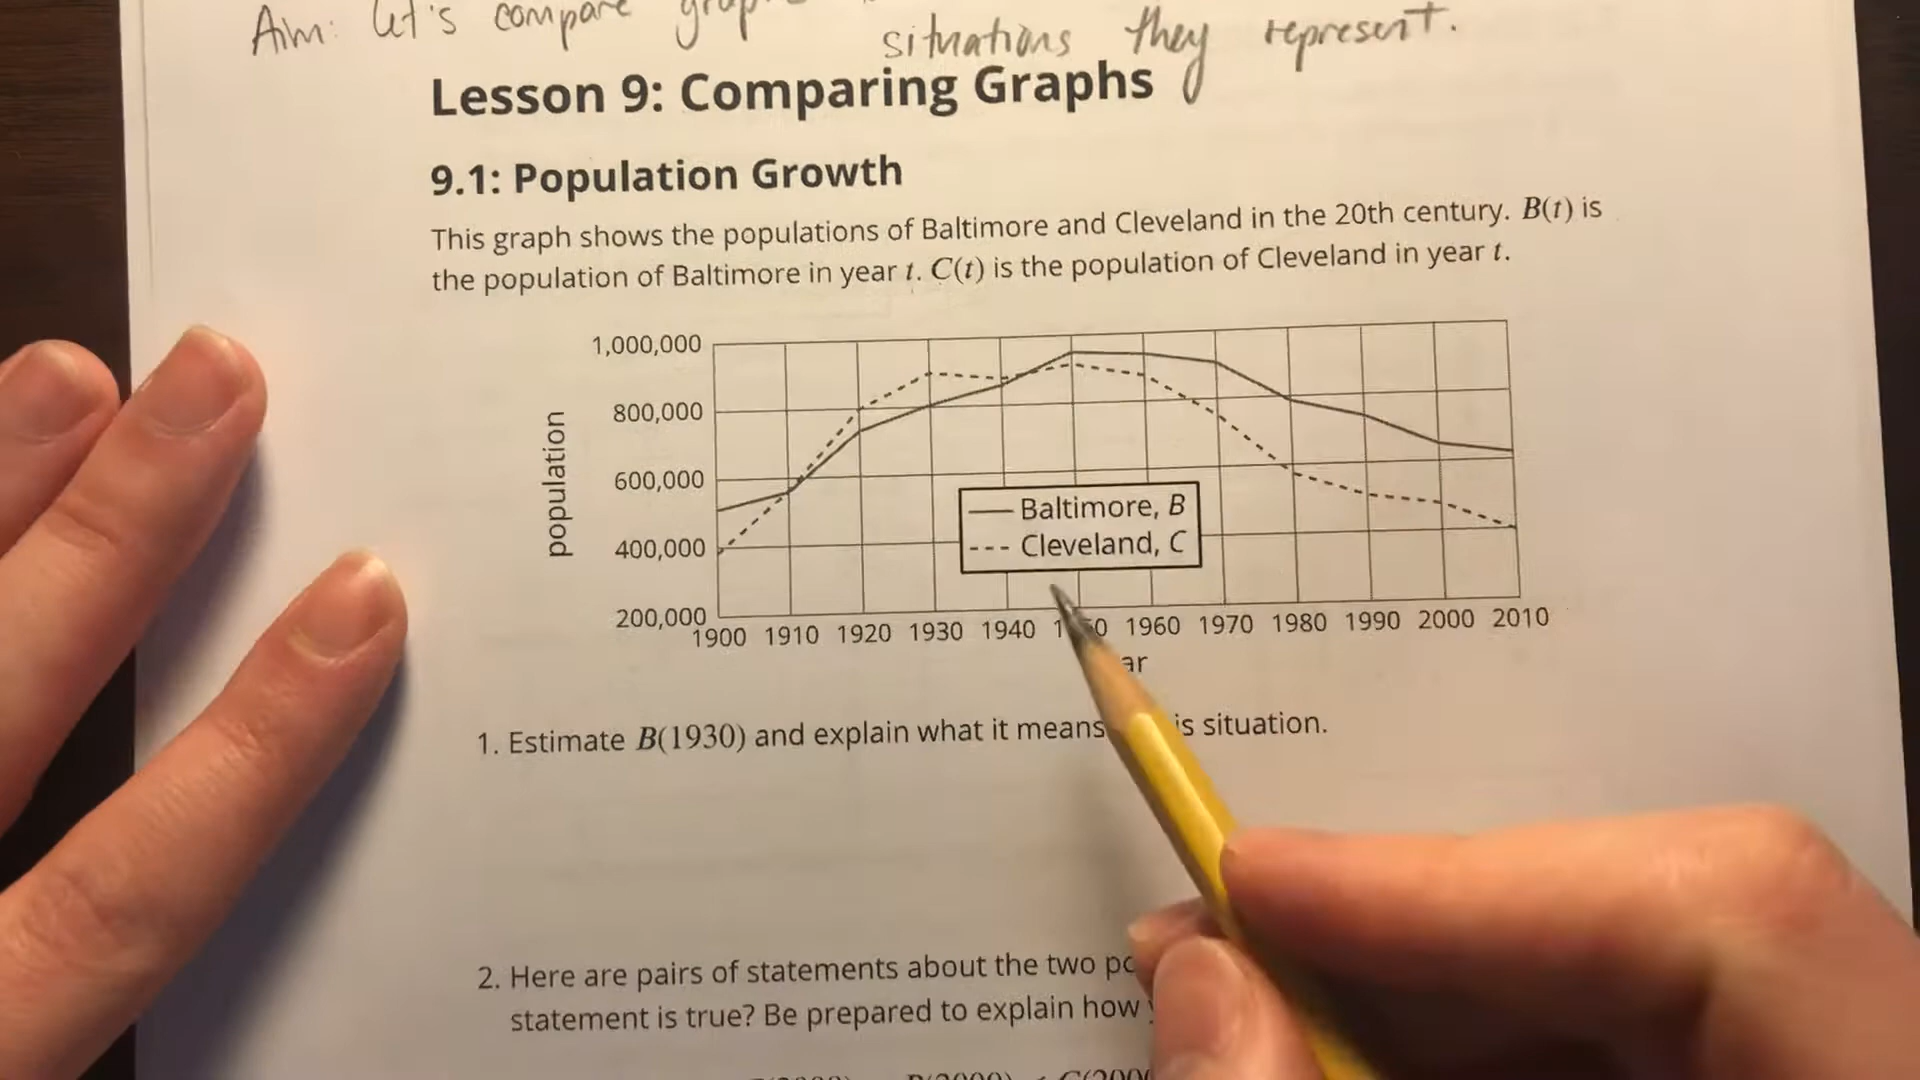 Aim: let's compare
situations they represent.
Lesson 9: Comparing Graphs
9.1: Population Growth
This graph shows the populations of Baltimore and Cleveland in the 20th century. B(t) is
the population of Baltimore in year t. C(t) is the population of Cleveland in year t.
population
1,000,000
800,000
600,000
400,000
200,000
Baltimore, B
Cleveland, C
1900 1910 1920 1930 1940 1960 1970 1980 1990 2000 2010
1. Estimate B(1930) and explain what it means is situation.
2. Here are pairs of statements about the two
statement is true? Be prepared to explain how